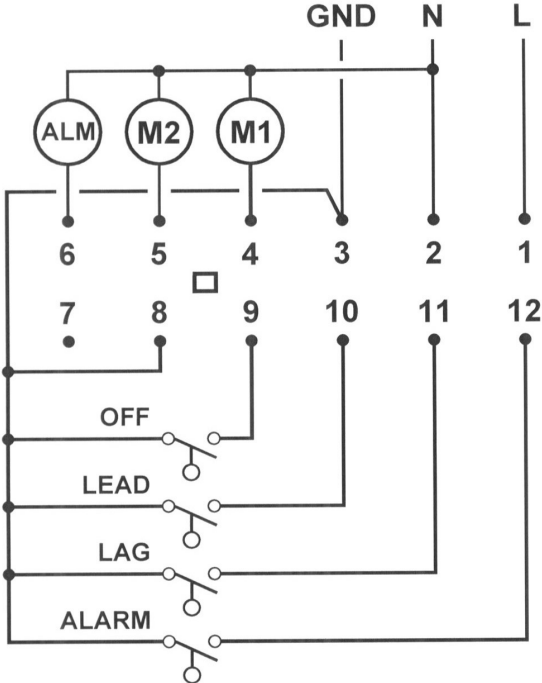 GND N L
ALM M2 M1
6 5 4 3 2 1
7 8 9 10 11 12
OFF
LEAD
LAG
ALARM